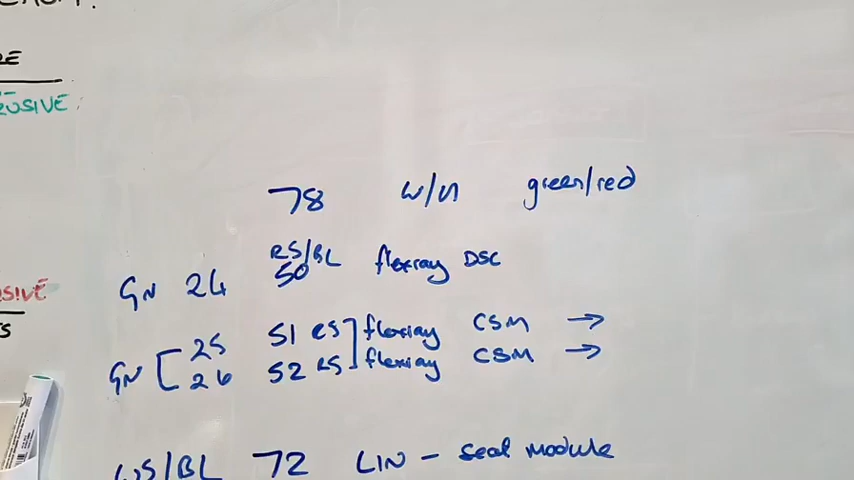 78 W/N green/red
RS/BL
GN 24 50 flexray DSC
GN 25 51 RS flexray CSM →
26 52 RS flexray CSM →
WS/BL 72 LIN - seat module